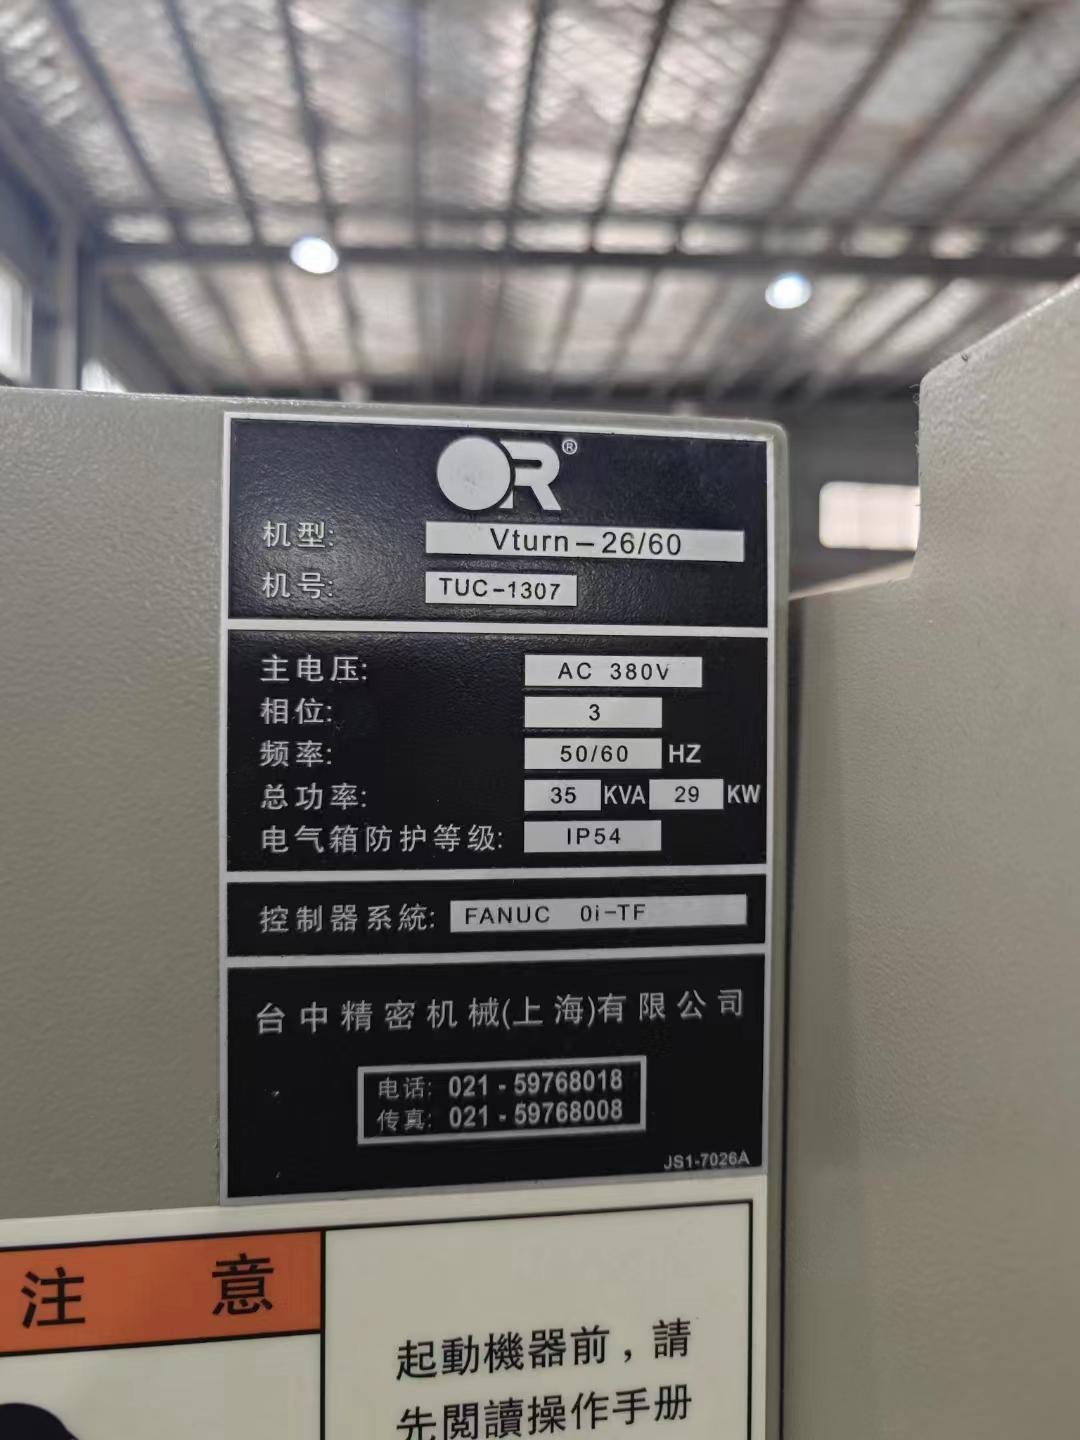 OR®
机型: Vturn-26/60
机号: TUC-1307
主电压: AC 380V
相位: 3
频率: 50/60 HZ
总功率: 35 KVA 29 KW
电气箱防护等级: IP54
控制器系統: FANUC 0i-TF
台中精密机械(上海)有限公司
电话: 021-59768018
传真: 021-59768008
JS1-7026A
注意
起動機器前，請
先閲讀操作手册